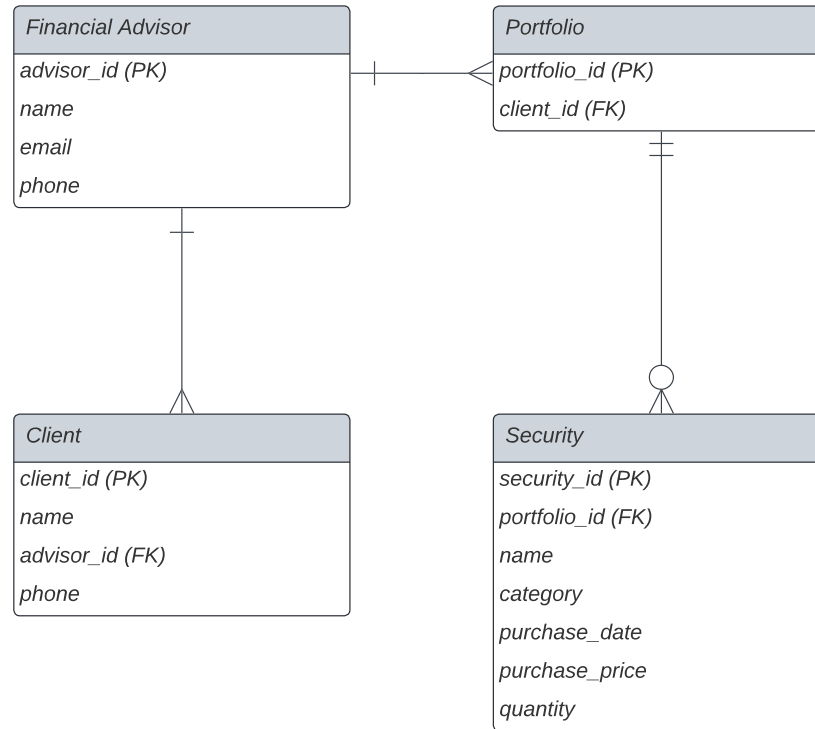 Financial Advisor
advisor_id (PK)
name
email
phone
Portfolio
portfolio_id (PK)
client_id (FK)
Client
client_id (PK)
name
advisor_id (FK)
phone
Security
security_id (PK)
portfolio_id (FK)
name
category
purchase_date
purchase_price
quantity